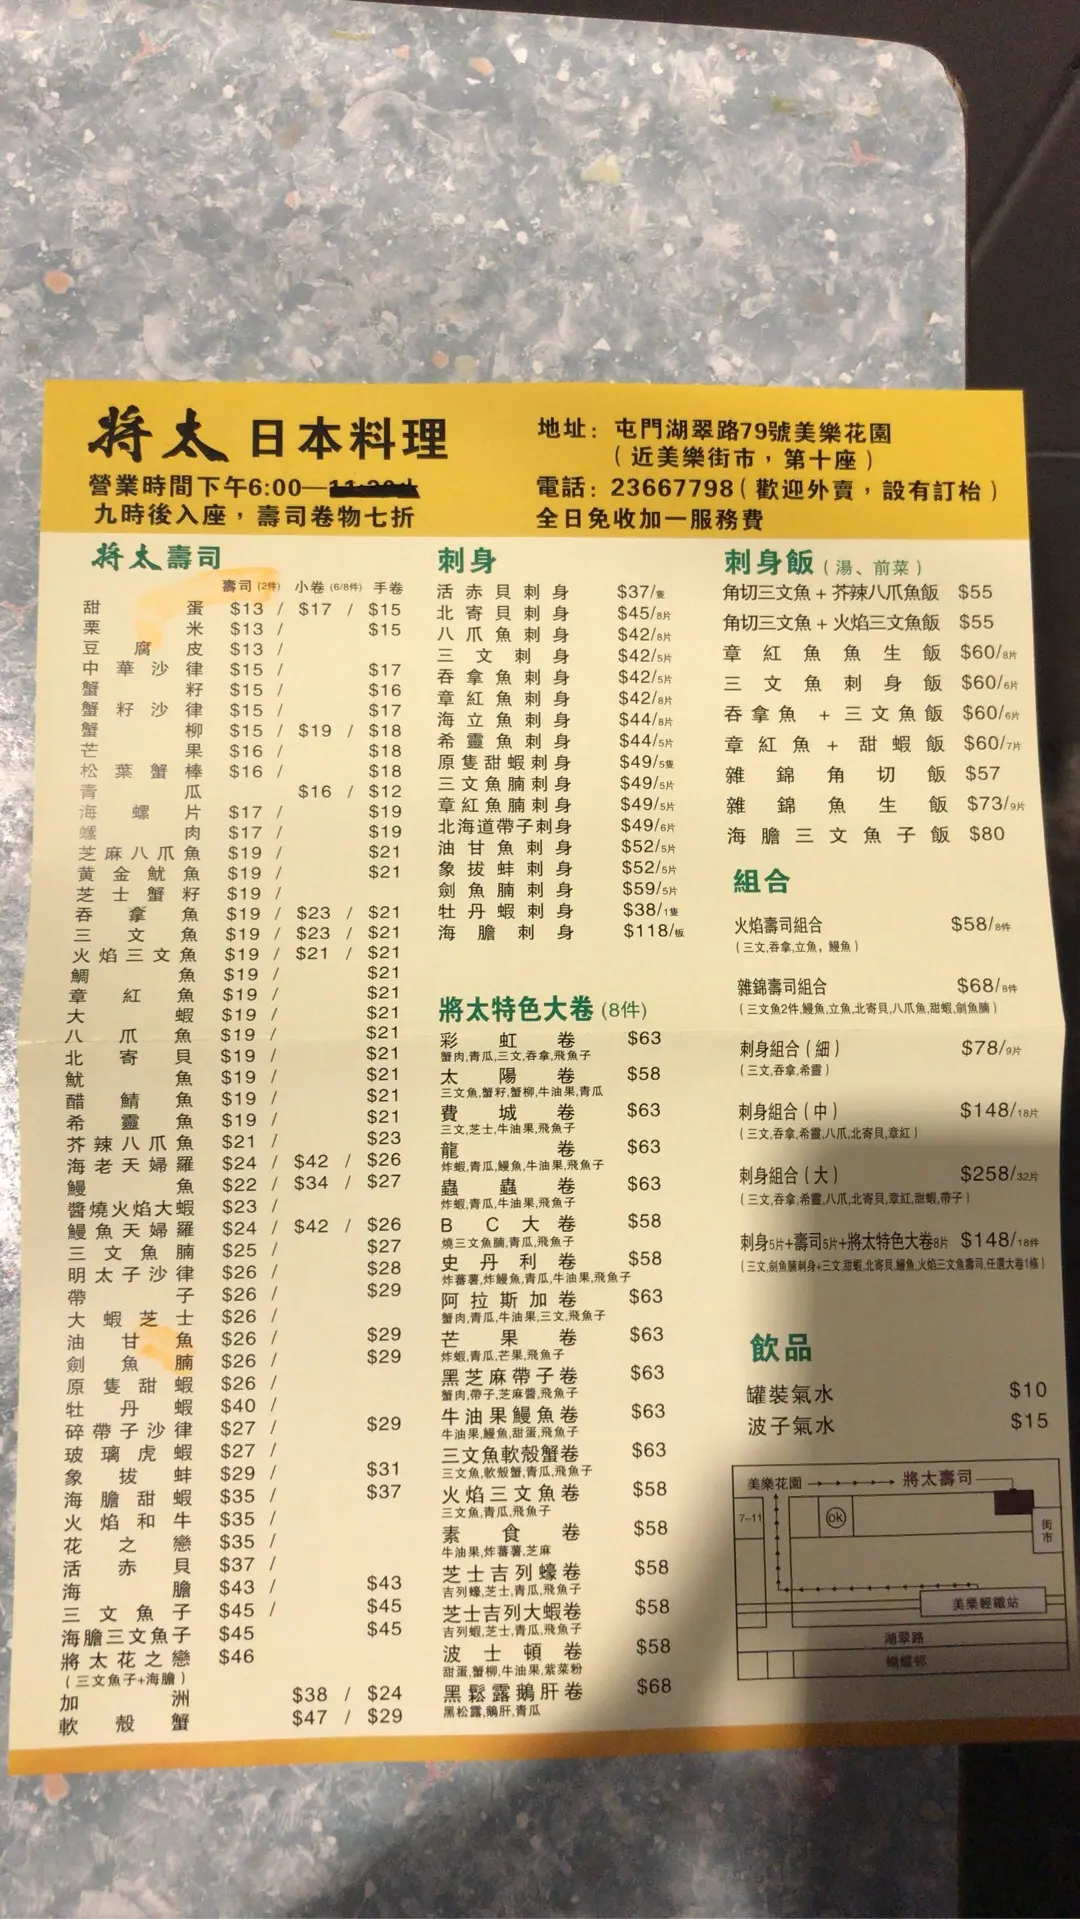 將太 日本料理
營業時間下午6:00—
九時後入座，壽司卷物七折
地址：屯門湖翠路79號美樂花園
（近美樂街市，第十座）
電話：23667798（歡迎外賣，設有訂枱）
全日免收加一服務費
將太壽司
壽司(2件) 小卷(6/8件) 手卷
甜蛋 $13 / $17 / $15
栗米 $13 / $15
豆腐皮 $13 /
中華沙律 $15 / $17
蟹籽 $15 / $16
蟹籽沙律 $15 / $17
蟹柳 $15 / $19 / $18
芒果 $16 / $18
松葉蟹棒 $16 / $18
青瓜 $16 / $12
海螺片 $17 / $19
螺肉 $17 / $19
芝麻八爪魚 $19 / $21
黃金魷魚 $19 / $21
芝士蟹籽 $19 /
吞拿魚 $19 / $23 / $21
三文魚 $19 / $23 / $21
火焰三文魚 $19 / $21 / $21
鯛魚 $19 / $21
章紅魚 $19 / $21
大蝦 $19 / $21
八爪魚 $19 / $21
北寄貝 $19 / $21
魷魚 $19 / $21
醋鯖魚 $19 / $21
希靈魚 $19 / $21
芥辣八爪魚 $21 / $23
海老天婦羅 $24 / $42 / $26
鰻魚 $22 / $34 / $27
醬燒火焰大蝦 $23 /
鰻魚天婦羅 $24 / $42 / $26
三文魚腩 $25 / $27
明太子沙律 $26 / $28
帶子 $26 / $29
大蝦芝士 $26 /
油甘魚 $26 / $29
劍魚腩 $26 / $29
原隻甜蝦 $26 /
牡丹蝦 $40 /
碎帶子沙律 $27 / $29
玻璃虎蝦 $27 /
象拔蚌 $29 / $31
海膽甜蝦 $35 / $37
火焰和牛 $35 /
花之戀 $35 /
活赤貝 $37 /
海膽 $43 / $43
三文魚子 $45 / $45
海膽三文魚子 $45 $45
將太花之戀 $46
（三文魚子+海膽）
加洲 $38 / $24
軟殼蟹 $47 / $29
刺身
活赤貝刺身 $37/隻
北寄貝刺身 $45/8片
八爪魚刺身 $42/8片
三文刺身 $42/5片
吞拿魚刺身 $42/5片
章紅魚刺身 $42/8片
海立魚刺身 $44/8片
希靈魚刺身 $44/5片
原隻甜蝦刺身 $49/5隻
三文魚腩刺身 $49/5片
章紅魚腩刺身 $49/5片
北海道帶子刺身 $49/6片
油甘魚刺身 $52/5片
象拔蚌刺身 $52/5片
劍魚腩刺身 $59/5片
牡丹蝦刺身 $38/1隻
海膽刺身 $118/板
將太特色大卷(8件)
彩虹卷 $63
蟹肉,青瓜,三文,吞拿,飛魚子
太陽卷 $58
三文魚,蟹籽,蟹柳,牛油果,青瓜
費城卷 $63
三文,芝士,牛油果,飛魚子
龍卷 $63
炸蝦,青瓜,鰻魚,牛油果,飛魚子
蟲蟲卷 $63
炸蝦,青瓜,牛油果,飛魚子
BC大卷 $58
燒三文魚腩,青瓜,飛魚子
史丹利卷 $58
炸蕃薯,炸鰻魚,青瓜,牛油果,飛魚子
阿拉斯加卷 $63
蟹肉,青瓜,牛油果,三文,飛魚子
芒果卷 $63
炸蝦,青瓜,芒果,飛魚子
黑芝麻帶子卷 $63
蟹肉,帶子,芝麻醬,飛魚子
牛油果鰻魚卷 $63
牛油果,鰻魚,甜蛋,飛魚子
三文魚軟殼蟹卷 $63
三文魚,軟殼蟹,青瓜,飛魚子
火焰三文魚卷 $58
三文魚,青瓜,飛魚子
素食卷 $58
牛油果,炸蕃薯,芝麻
芝士吉列蠔卷 $58
吉列蠔,芝士,青瓜,飛魚子
芝士吉列大蝦卷 $58
吉列蝦,芝士,青瓜,飛魚子
波士頓卷 $58
甜蛋,蟹柳,牛油果,紫菜粉
黑鬆露鵝肝卷 $68
黑松露,鵝肝,青瓜
刺身飯（湯、前菜）
角切三文魚+芥辣八爪魚飯 $55
角切三文魚+火焰三文魚飯 $55
章紅魚魚生飯 $60/8片
三文魚刺身飯 $60/6片
吞拿魚+三文魚飯 $60/6片
章紅魚+甜蝦飯 $60/7片
雜錦角切飯 $57
雜錦魚生飯 $73/9片
海膽三文魚子飯 $80
組合
火焰壽司組合 $58/8件
（三文,吞拿,立魚，鰻魚）
雜錦壽司組合 $68/8件
（三文魚2件,鰻魚,立魚,北寄貝,八爪魚,甜蝦,劍魚腩）
刺身組合（細） $78/9片
（三文,吞拿,希靈）
刺身組合（中） $148/18片
（三文,吞拿,希靈,八爪,北寄貝,章紅）
刺身組合（大） $258/32片
（三文,吞拿,希靈,八爪,北寄貝,章紅,甜蝦,帶子）
刺身5片+壽司5片+將太特色大卷8片 $148/18件
（三文,劍魚腩刺身+三文,甜蝦,北寄貝,鰻魚,火焰三文魚壽司,任選大卷1條）
飲品
罐裝氣水 $10
波子氣水 $15
美樂花園 將太壽司
7-11 ok 街市
美樂輕鐵站
湖翠路
蝴蝶邨